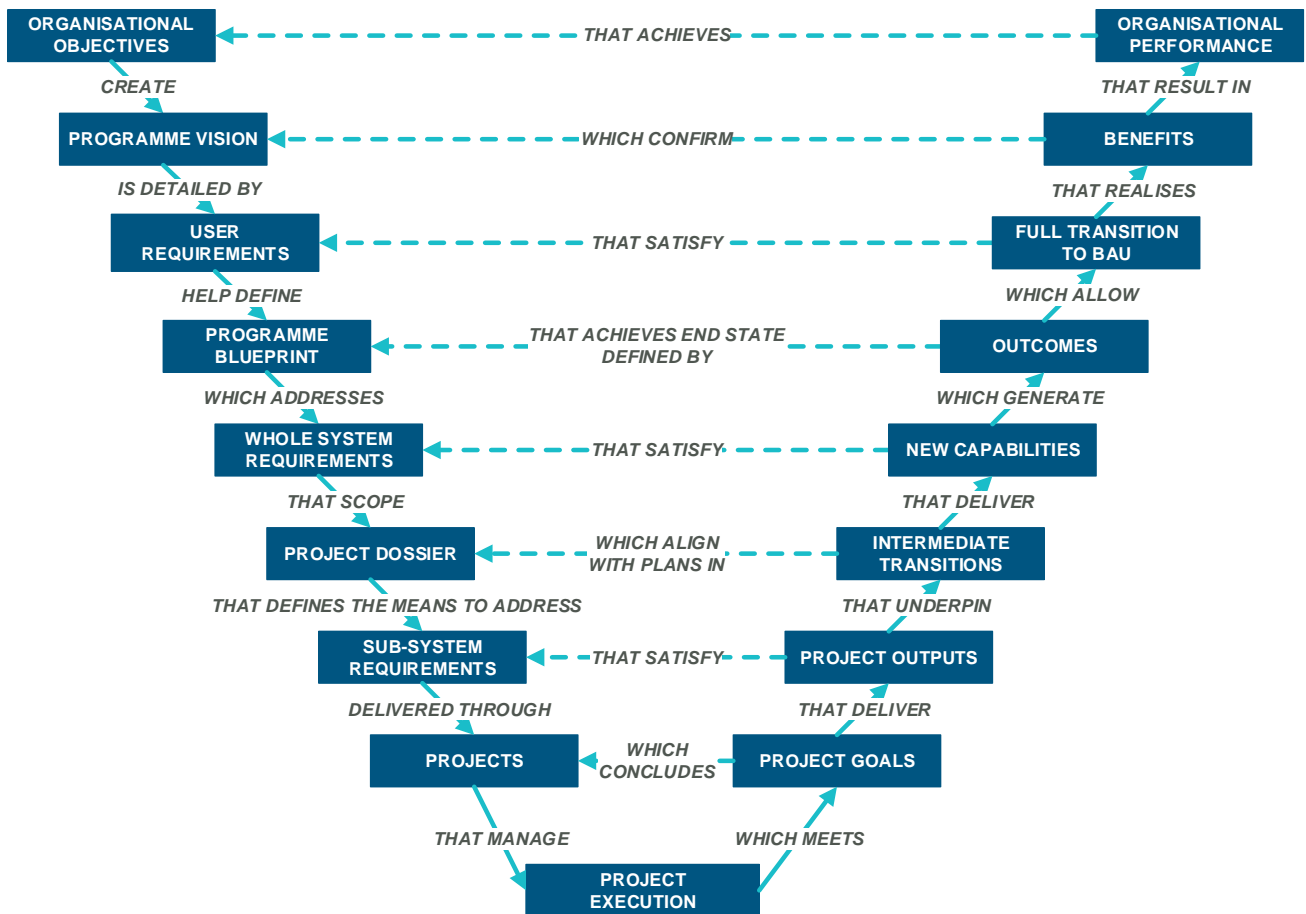 ORGANISATIONAL
OBJECTIVES
THAT ACHIEVES
ORGANISATIONAL
PERFORMANCE
CREATE
THAT RESULT IN
PROGRAMME VISION
WHICH CONFIRM
BENEFITS
IS DETAILED BY
THAT REALISES
USER
REQUIREMENTS
THAT SATISFY
FULL TRANSITION
TO BAU
HELP DEFINE
WHICH ALLOW
PROGRAMME
BLUEPRINT
THAT ACHIEVES END STATE
DEFINED BY
OUTCOMES
WHICH ADDRESSES
WHICH GENERATE
WHOLE SYSTEM
REQUIREMENTS
THAT SATISFY
NEW CAPABILITIES
THAT SCOPE
THAT DELIVER
PROJECT DOSSIER
WHICH ALIGN
WITH PLANS IN
INTERMEDIATE
TRANSITIONS
THAT DEFINES THE MEANS TO ADDRESS
THAT UNDERPIN
SUB-SYSTEM
REQUIREMENTS
THAT SATISFY
PROJECT OUTPUTS
DELIVERED THROUGH
THAT DELIVER
PROJECTS
WHICH
CONCLUDES
PROJECT GOALS
THAT MANAGE
WHICH MEETS
PROJECT
EXECUTION